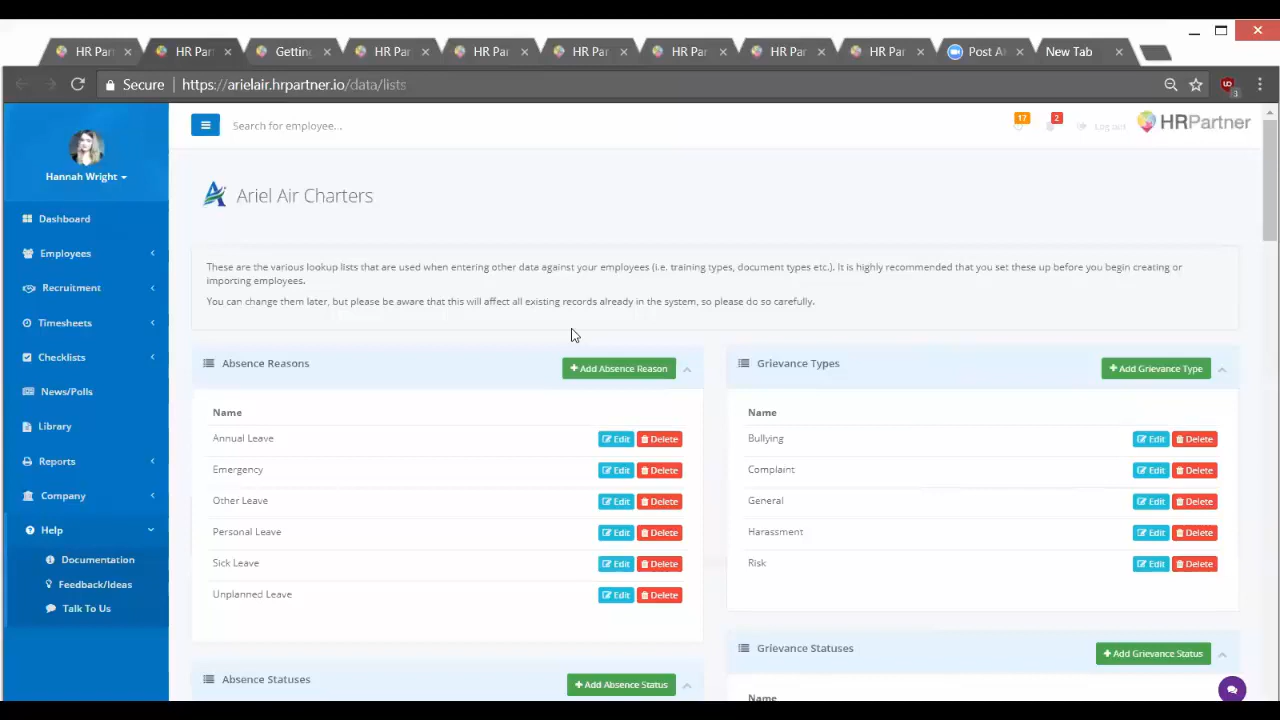 HR Par
HR Par
Getting
HR Par
HR Par
HR Par
HR Par
HR Par
HR Par
Post A
New Tab
Secure
https://arielair.hrpartner.io/data/lists
3
Hannah Wright
Search for employee...
17
2
Log out
HRPartner
Dashboard
Employees
Recruitment
Timesheets
Checklists
News/Polls
Library
Reports
Company
Help
Documentation
Feedback/Ideas
Talk To Us
Ariel Air Charters
These are the various lookup lists that are used when entering other data against your employees (i.e. training types, document types etc.). It is highly recommended that you set these up before you begin creating or
importing employees.
You can change them later, but please be aware that this will affect all existing records already in the system, so please do so carefully.
Absence Reasons
+ Add Absence Reason
Name
Annual Leave Edit Delete
Emergency Edit Delete
Other Leave Edit Delete
Personal Leave Edit Delete
Sick Leave Edit Delete
Unplanned Leave Edit Delete
Absence Statuses
+ Add Absence Status
Grievance Types
+ Add Grievance Type
Name
Bullying Edit Delete
Complaint Edit Delete
General Edit Delete
Harassment Edit Delete
Risk Edit Delete
Grievance Statuses
+ Add Grievance Status
Name